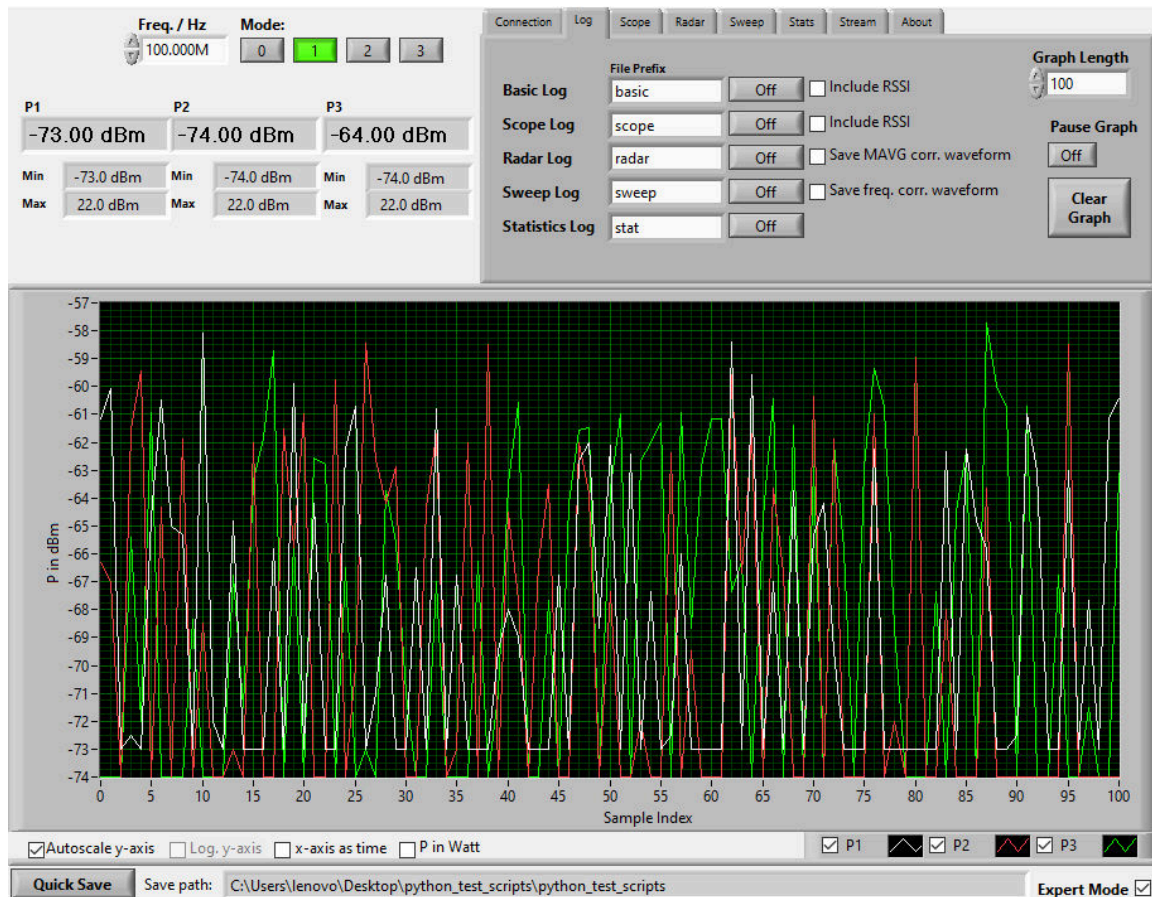 Freq. / Hz Mode:
100.000M 0 1 2 3
P1 P2 P3
-73.00 dBm -74.00 dBm -64.00 dBm
Min -73.0 dBm Min -74.0 dBm Min -74.0 dBm
Max 22.0 dBm Max 22.0 dBm Max 22.0 dBm
Connection Log Scope Radar Sweep Stats Stream About
File Prefix
Basic Log basic Off Include RSSI
Scope Log scope Off Include RSSI
Radar Log radar Off Save MAVG corr. waveform
Sweep Log sweep Off Save freq. corr. waveform
Statistics Log stat Off
Graph Length
100
Pause Graph
Off
Clear
Graph
P in dBm
-57
-58
-59
-60
-61
-62
-63
-64
-65
-66
-67
-68
-69
-70
-71
-72
-73
-74
0 5 10 15 20 25 30 35 40 45 50 55 60 65 70 75 80 85 90 95 100
Sample Index
Autoscale y-axis Log. y-axis x-axis as time P in Watt P1 P2 P3
Quick Save Save path: C:\Users\lenovo\Desktop\python_test_scripts\python_test_scripts Expert Mode